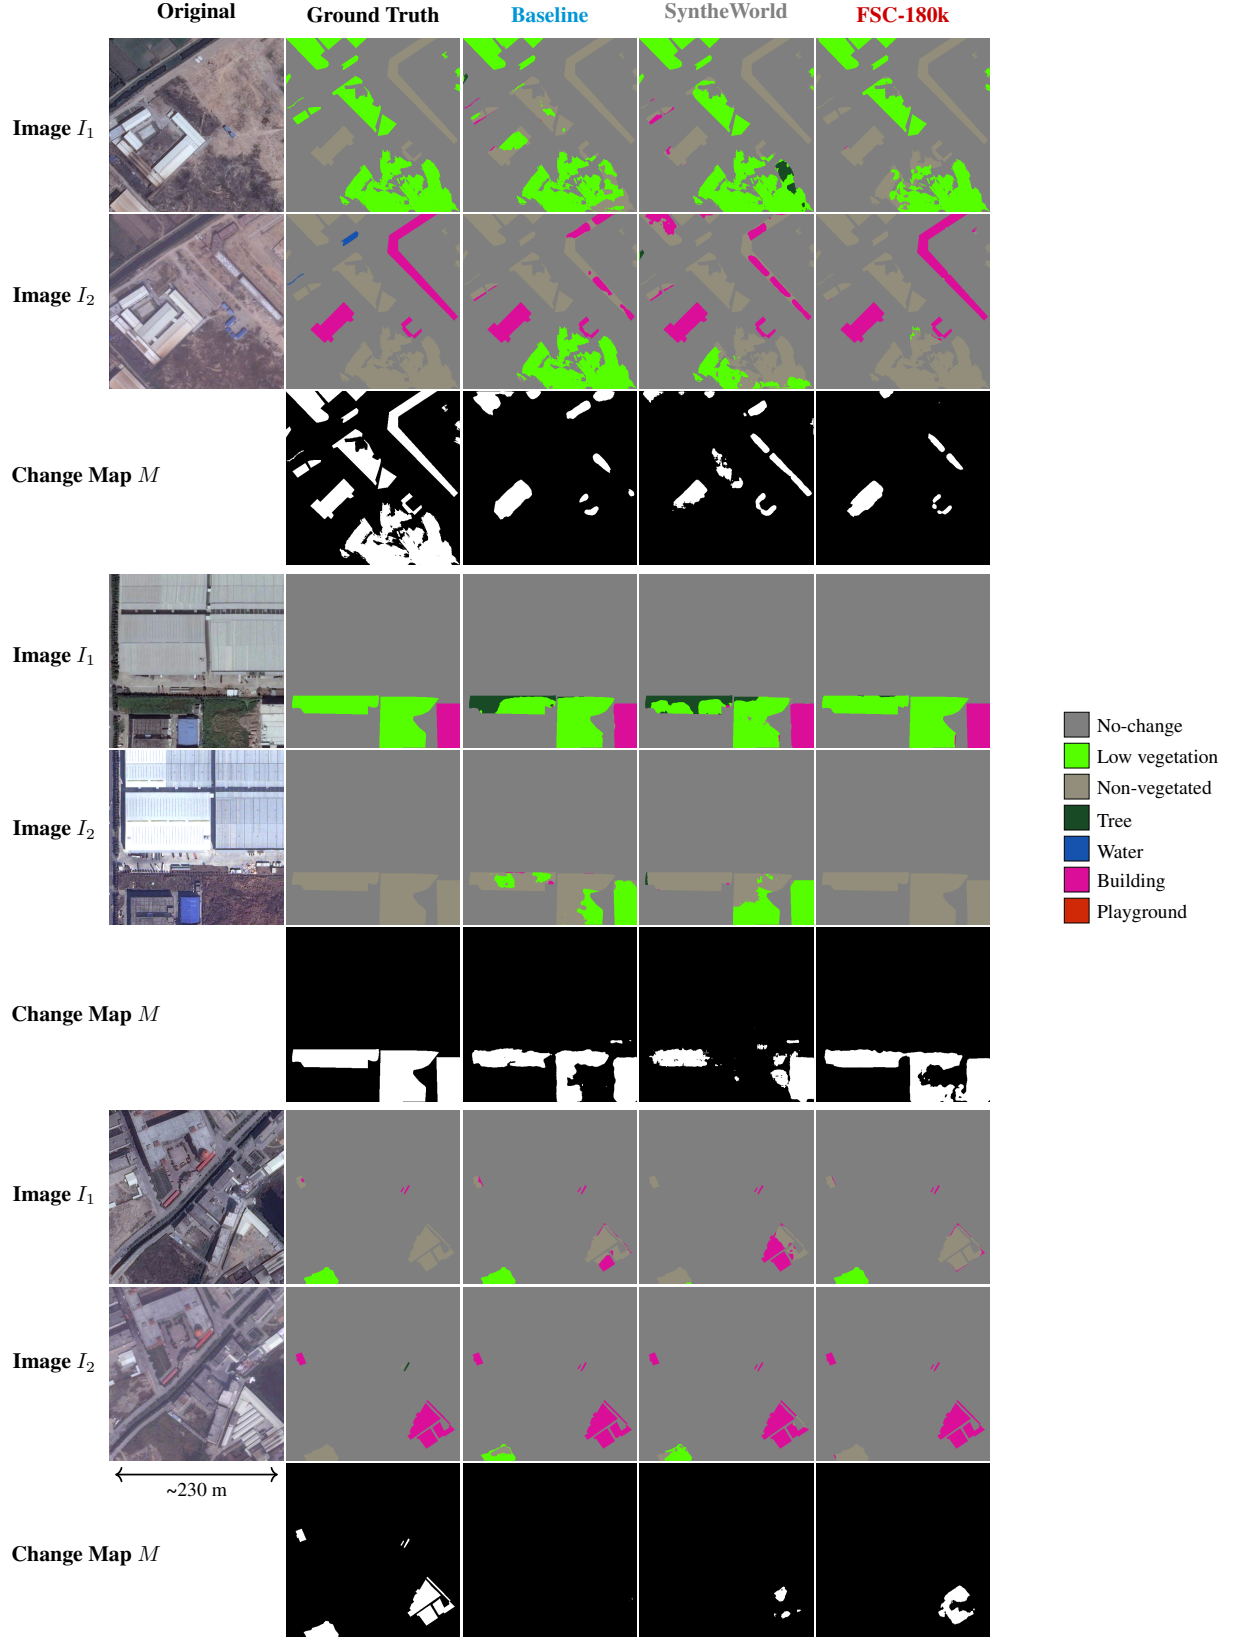 Original Ground Truth Baseline SyntheWorld FSC-180k
Image I1
Image I2
Change Map M
Image I1
No-change
Low vegetation
Non-vegetated
Tree
Water
Building
Playground
Image I2
Change Map M
Image I1
Image I2
~230 m
Change Map M